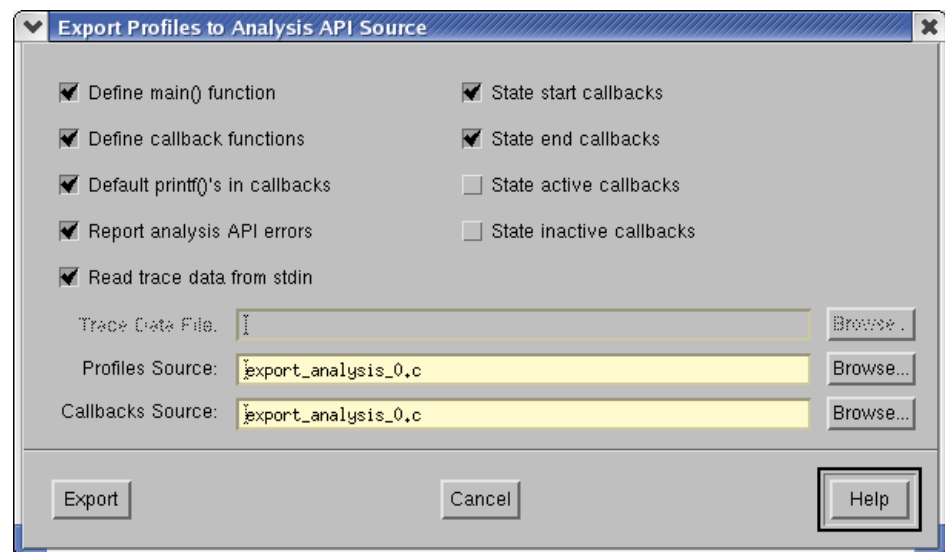 Export Profiles to Analysis API Source
Define main() function
State start callbacks
Define callback functions
State end callbacks
Default printf()'s in callbacks
State active callbacks
Report analysis API errors
State inactive callbacks
Read trace data from stdin
Trace Data File:
Browse...
Profiles Source:
export_analysis_0.c
Browse...
Callbacks Source:
export_analysis_0.c
Browse...
Export
Cancel
Help